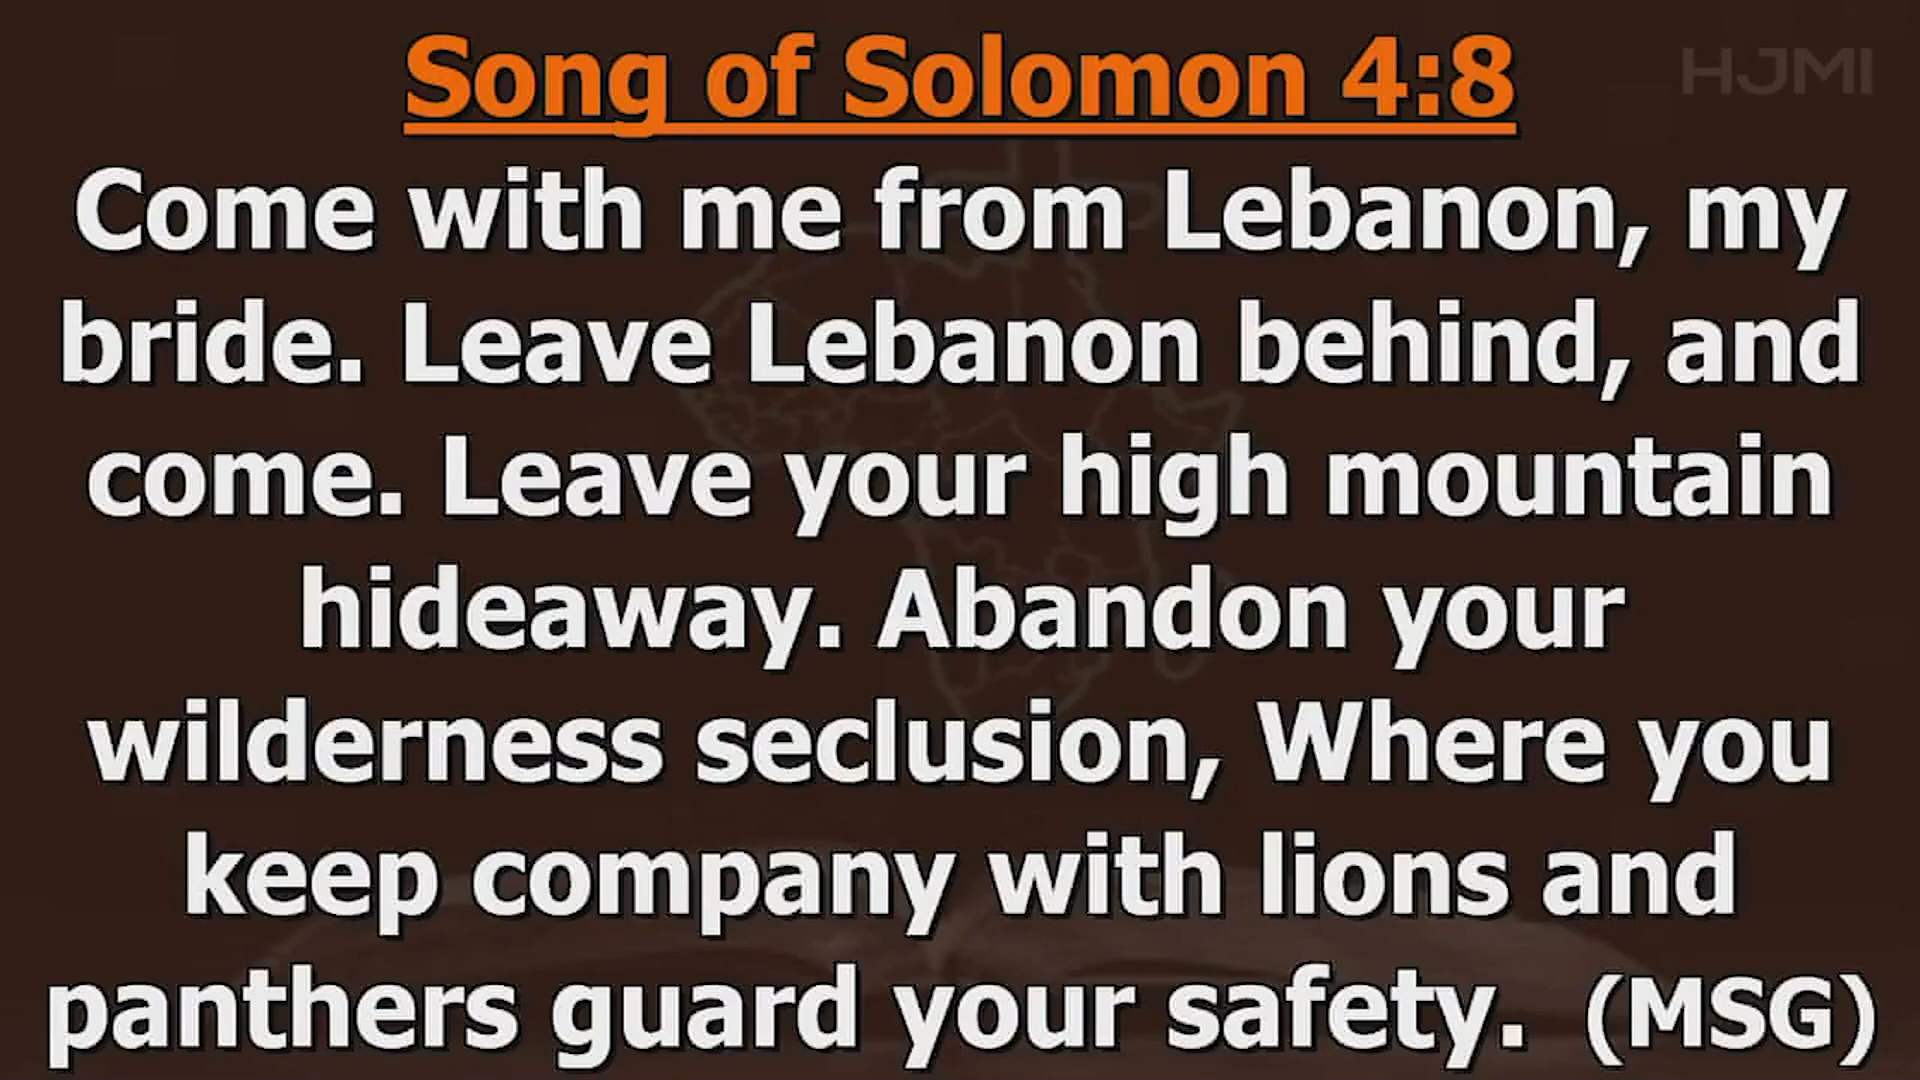 Song of Solomon 4:8
HJMI
Come with me from Lebanon, my
bride. Leave Lebanon behind, and
come. Leave your high mountain
hideaway. Abandon your
wilderness seclusion, Where you
keep company with lions and
panthers guard your safety. (MSG)